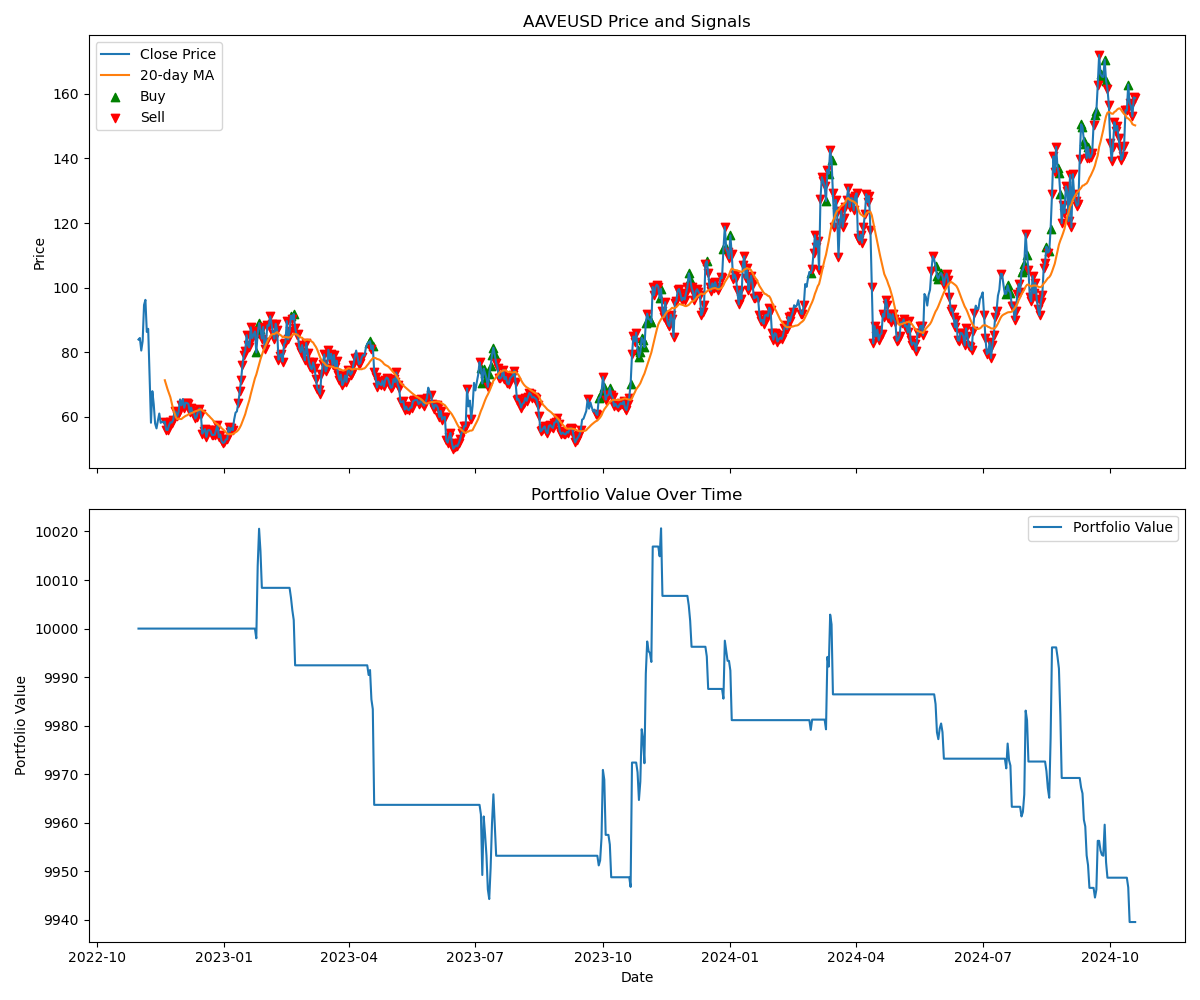 AAVEUSD Price and Signals
Close Price
20-day MA
Buy
Sell
160
140
120
100
80
60
Price
Portfolio Value Over Time
Portfolio Value
10020
10010
10000
9990
9980
9970
9960
9950
9940
Portfolio Value
2022-10 2023-01 2023-04 2023-07 2023-10 2024-01 2024-04 2024-07 2024-10
Date